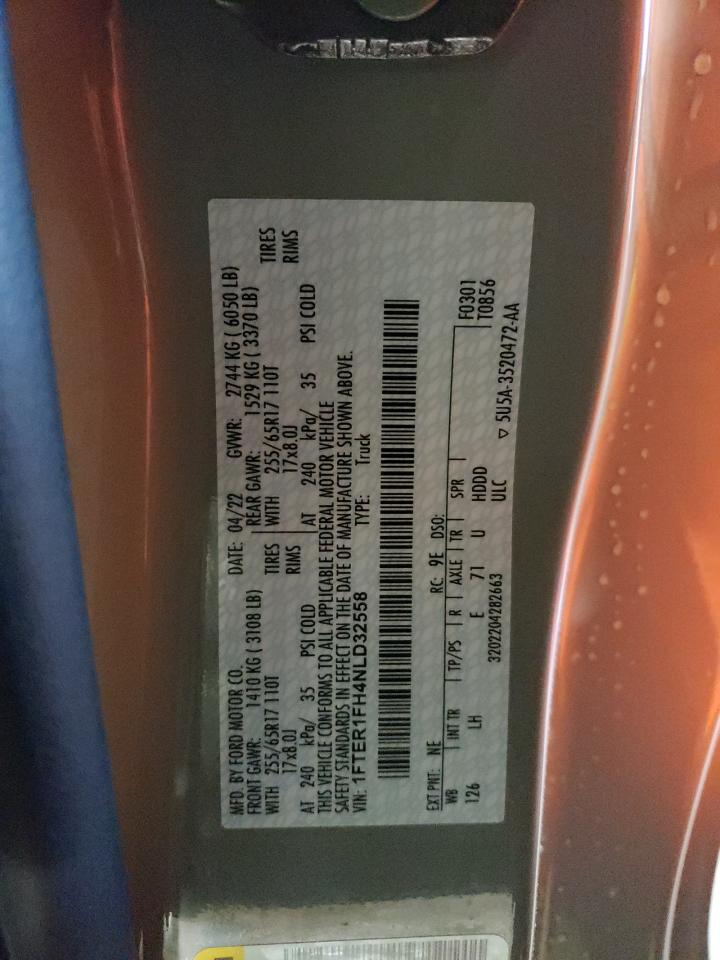 MFD. BY FORD MOTOR CO. DATE: 04/22 GVWR: 2744 KG ( 6050 LB)
FRONT GAWR: 1410 KG ( 3108 LB) REAR GAWR: 1529 KG ( 3370 LB)
WITH 255/65R17 110T TIRES WITH 255/65R17 110T TIRES
17x8.0J RIMS 17x8.0J RIMS
AT 240 kPa/ 35 PSI COLD AT 240 kPa/ 35 PSI COLD
THIS VEHICLE CONFORMS TO ALL APPLICABLE FEDERAL MOTOR VEHICLE
SAFETY STANDARDS IN EFFECT ON THE DATE OF MANUFACTURE SHOWN ABOVE.
VIN: 1FTER1FH4NLD32558 TYPE: Truck
EXT PNT: NE RC: 9E DSO:
WB INT TR TP/PS R AXLE TR SPR F0301
126 LH E 71 U HDDD T0856
3202204282663 ULC
▽ 5U5A-3520472-AA